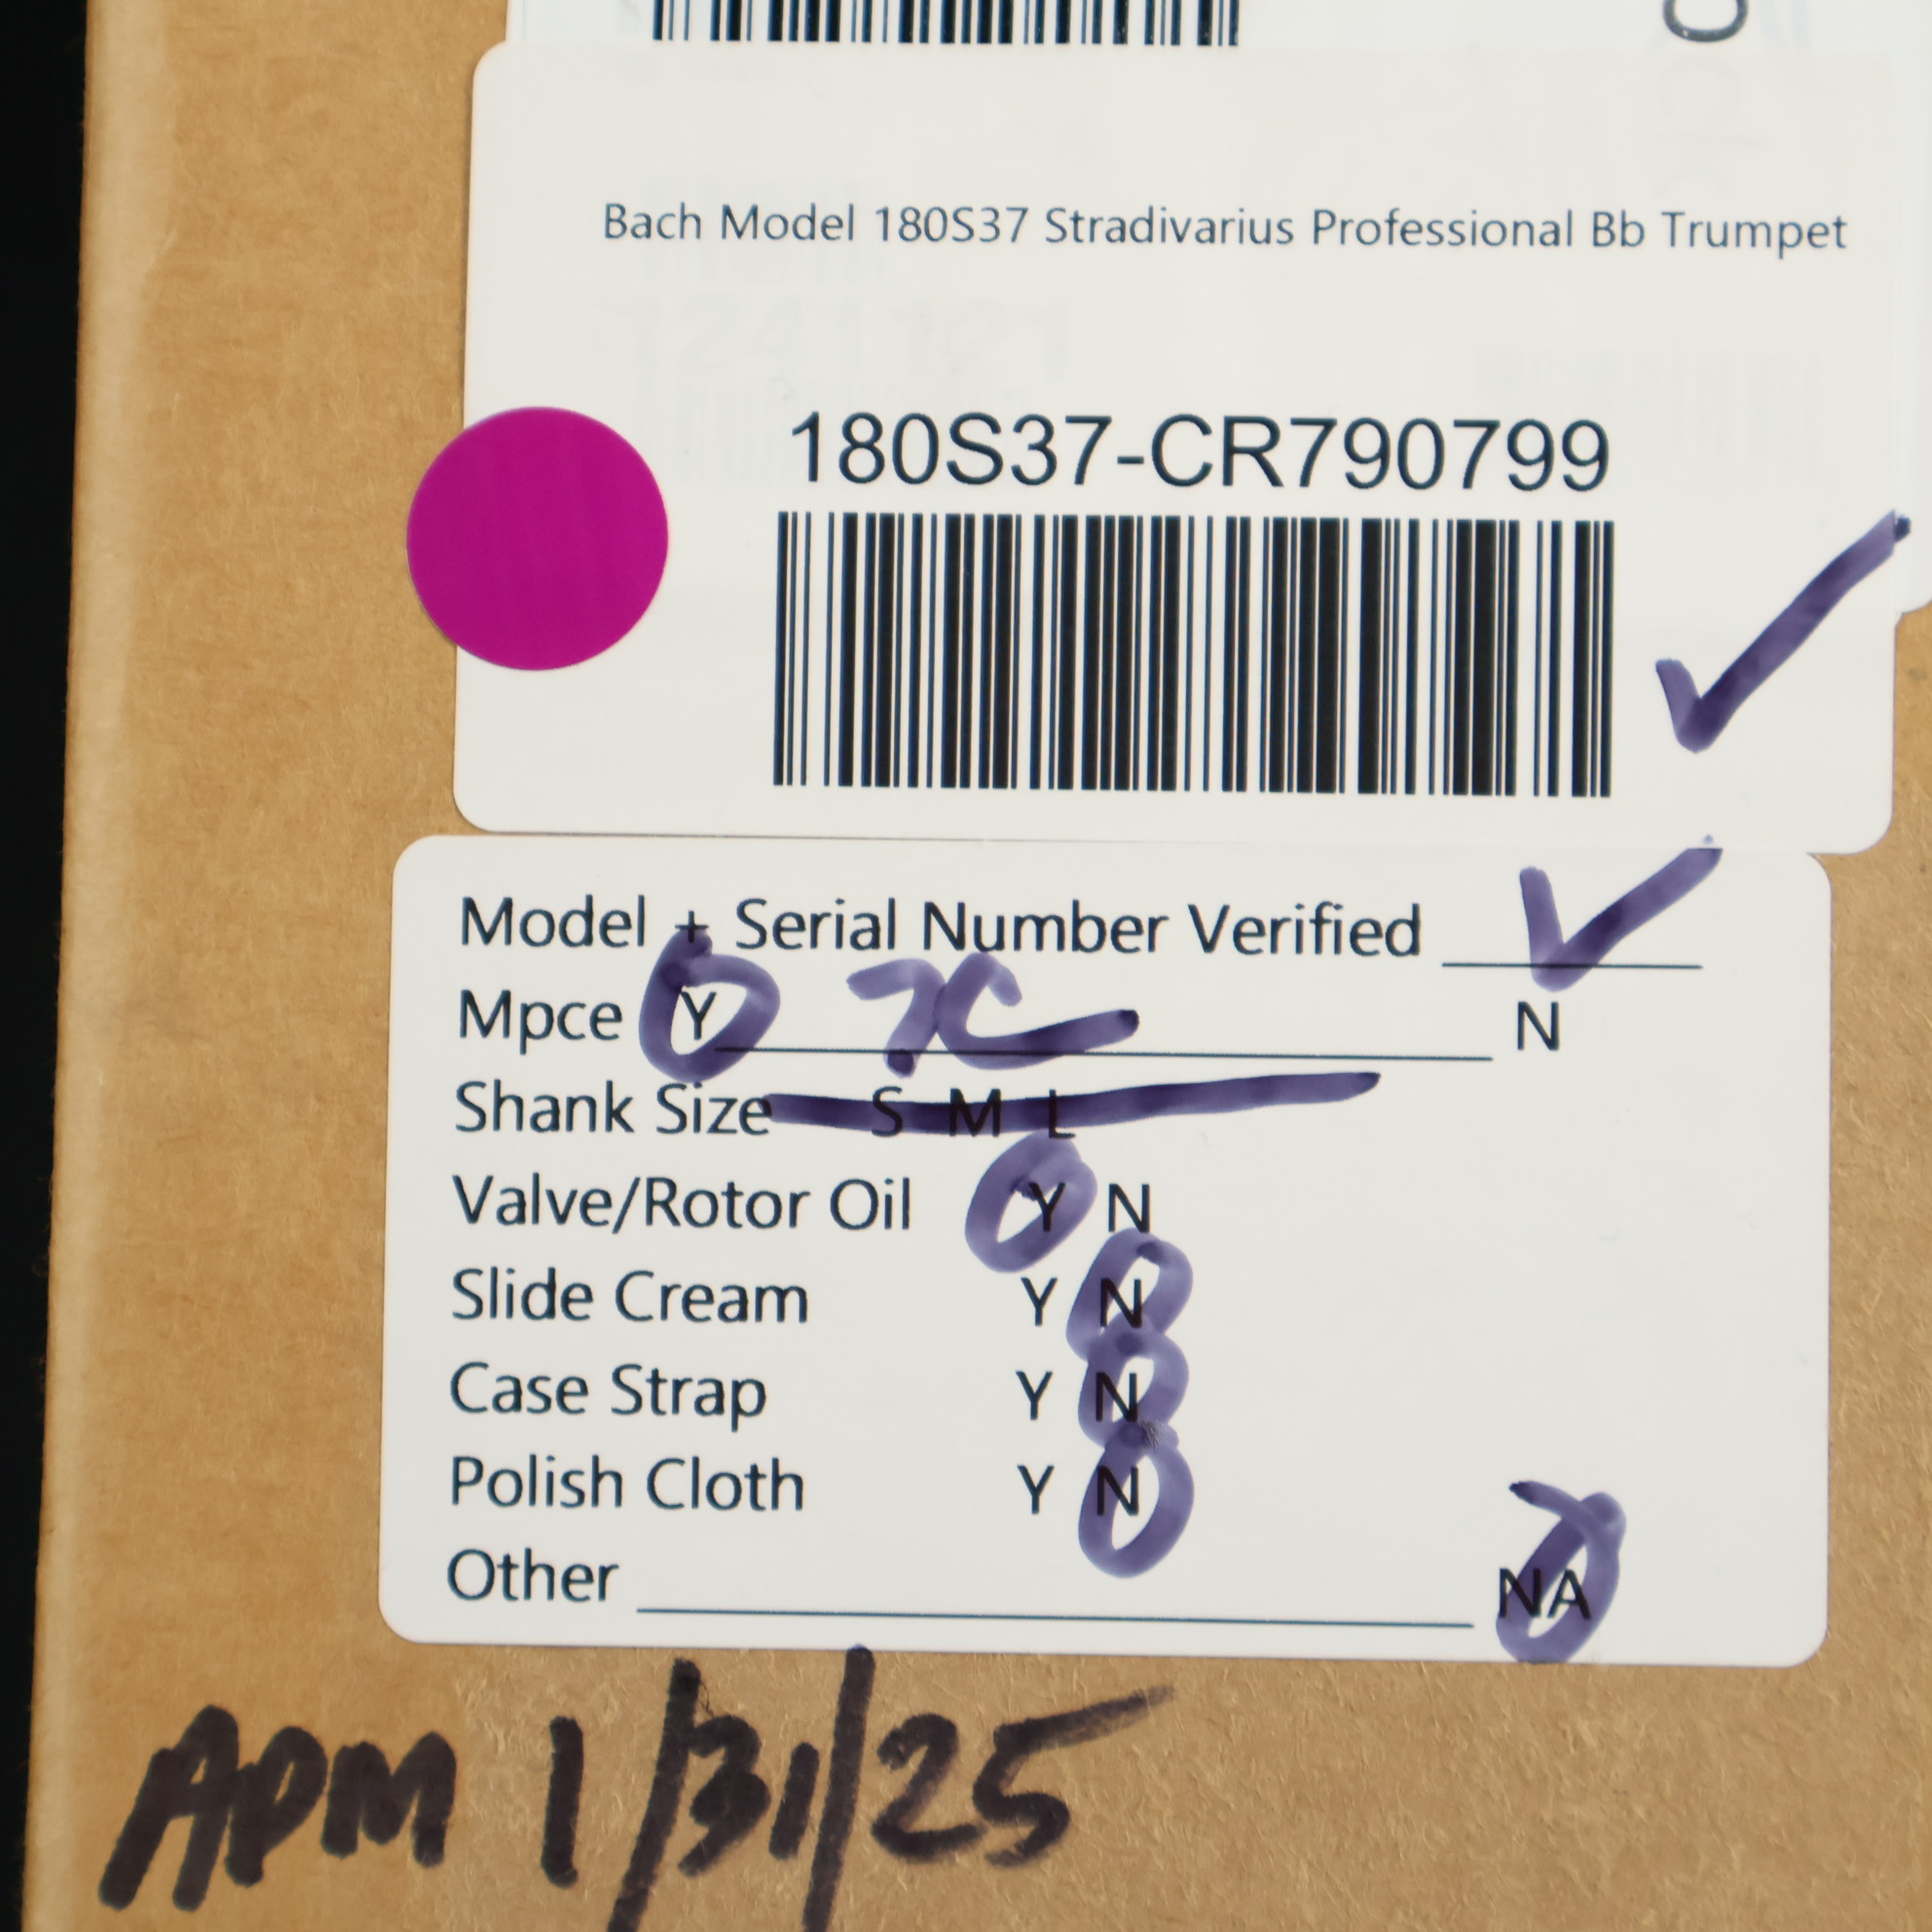 Bach Model 180S37 Stradivarius Professional Bb Trumpet
180S37-CR790799
Model + Serial Number Verified ✓
Mpce Y 7C N
Shank Size S M L
Valve/Rotor Oil Y N
Slide Cream Y N
Case Strap Y N
Polish Cloth Y N
Other NA
ADM 1/31/25